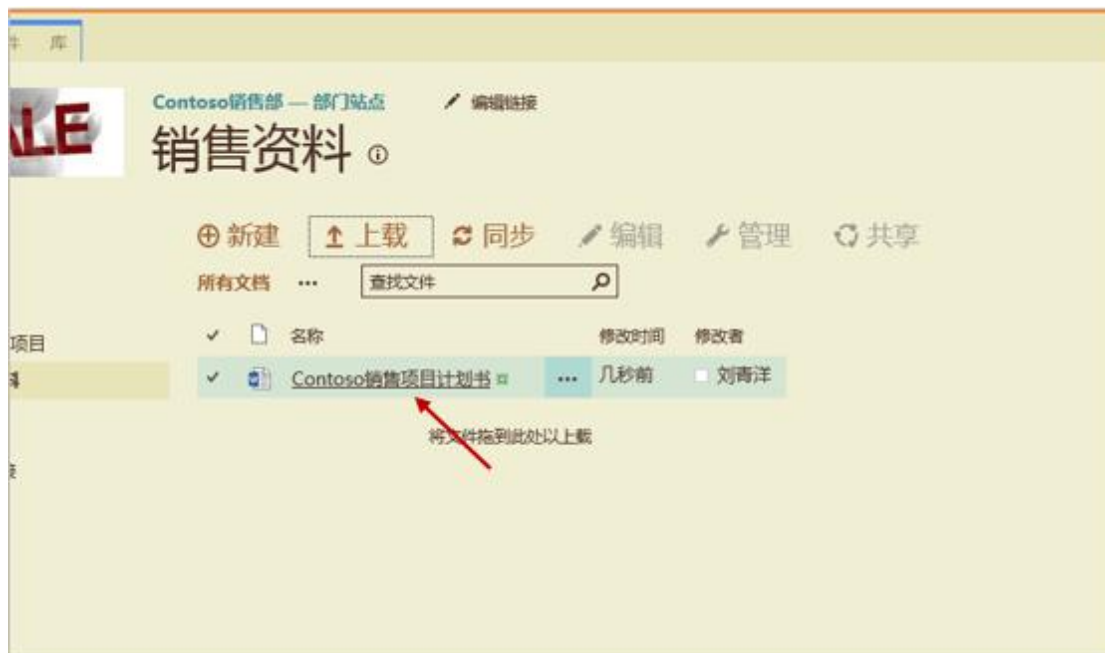 库
Contoso销售部 — 部门站点 编辑链接
LE
销售资料
新建 上载 同步 编辑 管理 共享
所有文档 ... 查找文件
名称 修改时间 修改者
项目
Contoso销售项目计划书 ... 几秒前 刘青洋
将文件拖到此处以上载